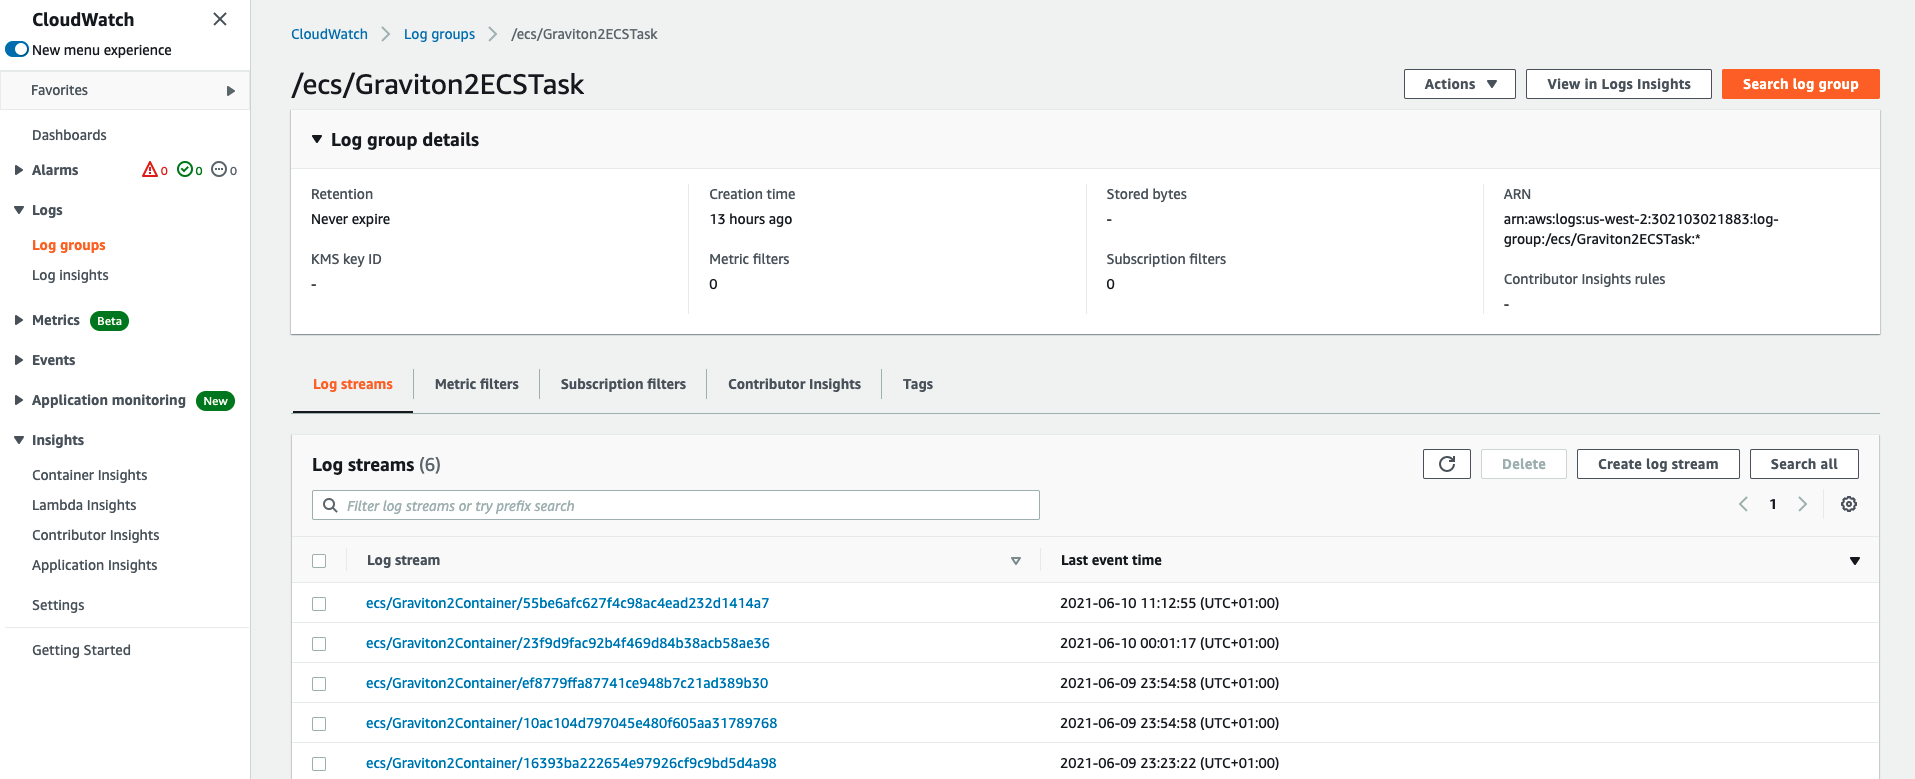 CloudWatch
New menu experience
Favorites
Dashboards
Alarms 0 0 0
Logs
Log groups
Log insights
Metrics Beta
Events
Application monitoring New
Insights
Container Insights
Lambda Insights
Contributor Insights
Application Insights
Settings
Getting Started
CloudWatch Log groups /ecs/Graviton2ECSTask
/ecs/Graviton2ECSTask
Actions View in Logs Insights Search log group
Log group details
Retention
Never expire
KMS key ID
-
Creation time
13 hours ago
Metric filters
0
Stored bytes
-
Subscription filters
0
ARN
arn:aws:logs:us-west-2:302103021883:log-
group:/ecs/Graviton2ECSTask:*
Contributor Insights rules
-
Log streams Metric filters Subscription filters Contributor Insights Tags
Log streams (6)
Delete Create log stream Search all
Filter log streams or try prefix search
1
Log stream Last event time
ecs/Graviton2Container/55be6afc627f4c98ac4ead232d1414a7 2021-06-10 11:12:55 (UTC+01:00)
ecs/Graviton2Container/23f9d9fac92b4f469d84b38acb58ae36 2021-06-10 00:01:17 (UTC+01:00)
ecs/Graviton2Container/ef8779ffa87741ce948b7c21ad389b30 2021-06-09 23:54:58 (UTC+01:00)
ecs/Graviton2Container/10ac104d797045e480f605aa31789768 2021-06-09 23:54:58 (UTC+01:00)
ecs/Graviton2Container/16393ba222654e97926cf9c9bd5d4a98 2021-06-09 23:23:22 (UTC+01:00)